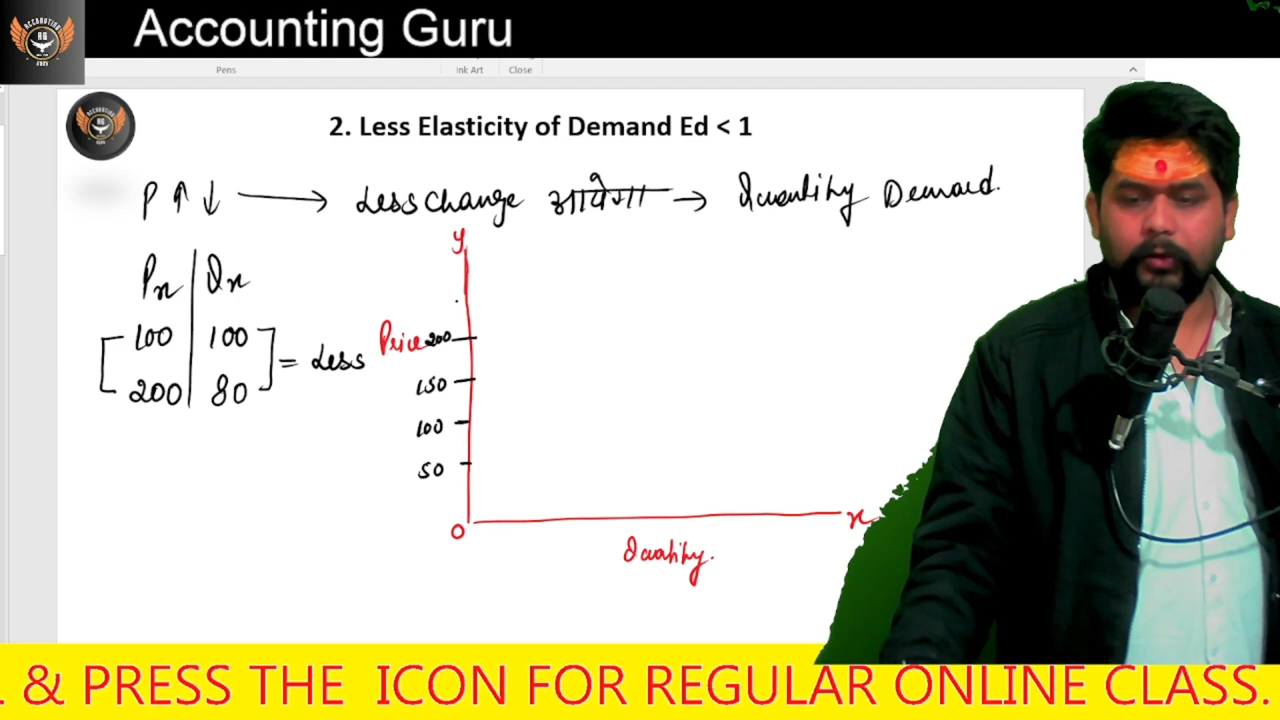 Accounting Guru
Pens
Ink Art
Close
2. Less Elasticity of Demand Ed < 1
P ↑ ↓ → Less change आयेगा → Quantity Demand.
Px | Qx
100 | 100
200 | 80
= Less
y
Price
200
150
100
50
0
x
Quantity.
& PRESS THE ICON FOR REGULAR ONLINE CLASS.